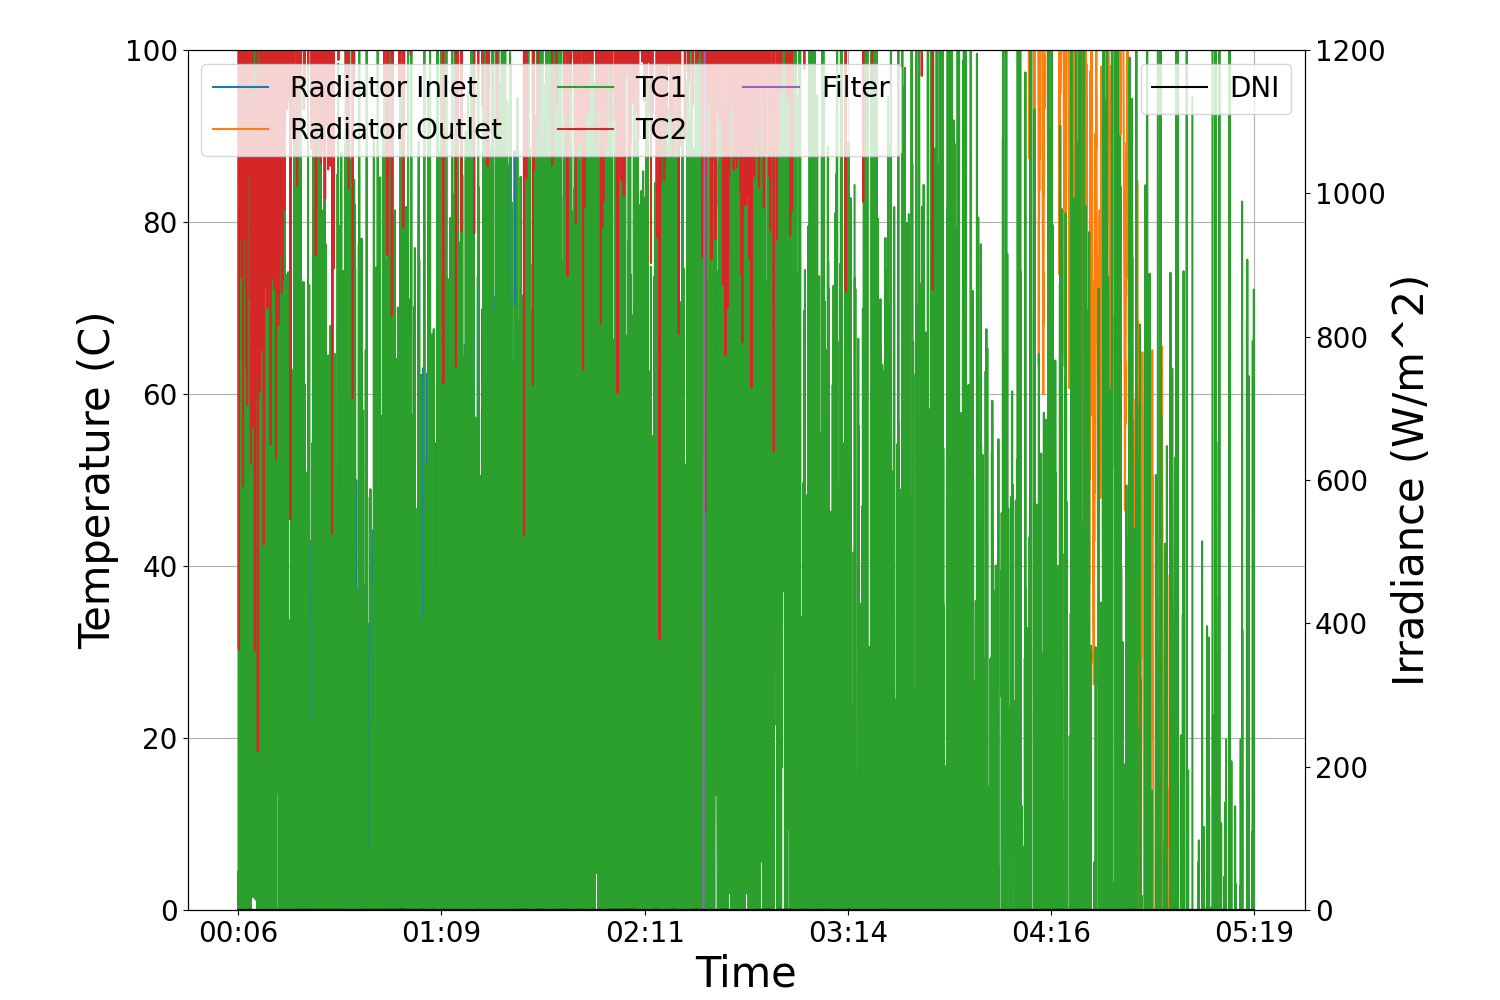 100
80
60
40
20
0
Temperature (C)
Radiator Inlet
Radiator Outlet
TC1
TC2
Filter
DNI
1200
1000
800
600
400
200
0
Irradiance (W/m^2)
00:06
01:09
02:11
03:14
04:16
05:19
Time